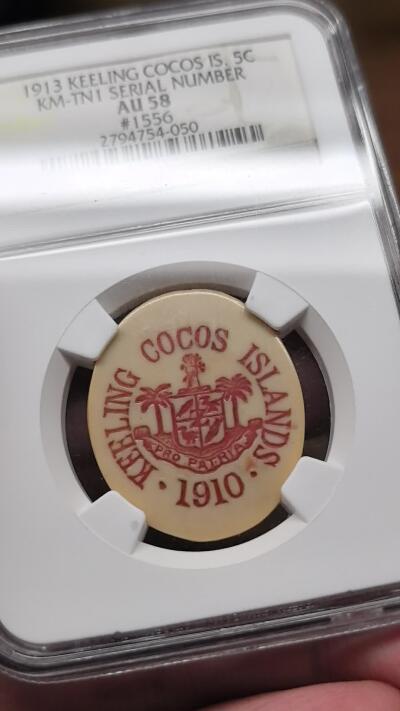 1913 KEELING COCOS IS. 5C
KM-TN1 SERIAL NUMBER
AU 58
#1556
2794754-050
KEELING COCOS ISLANDS
PRO PATRIA
· 1910 ·